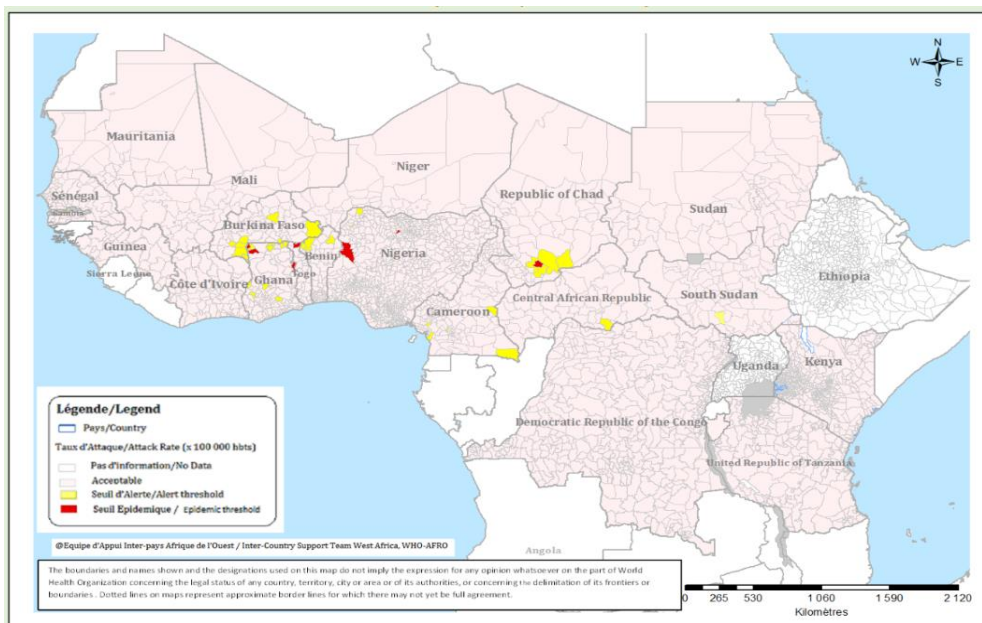 N
W E
S
Mauritania
Niger
Mali
Republic of Chad
Sudan
Sénégal
Gambia
Burkina Faso
Guinea
Benin
Nigeria
Ethiopia
Sierra Leone
Ghana
Togo
Côte d'Ivoire
Central African Republic
South Sudan
Cameroon
Uganda
Kenya
Democratic Republic of the Congo
United Republic of Tanzania
Angola
Légende/Legend
Pays/Country
Taux d'Attaque/Attack Rate (x 100 000 hbts)
Pas d'information/No Data
Acceptable
Seuil d'Alerte/Alert threshold
Seuil Epidemique / Epidemic threshold
@Equipe d'Appui Inter-pays Afrique de l'Ouest / Inter-Country Support Team West Africa, WHO-AFRO
The boundaries and names shown and the designations used on this map do not imply the expression for any opinion whatsoever on the part of World
Health Organization concerning the legal status of any country, territory, city or area or of its authorities, or concerning the delimitation of its frontiers or
boundaries . Dotted lines on maps represent approximate border lines for which there may not yet be full agreement.
0 265 530 1 060 1 590 2 120
Kilomètres